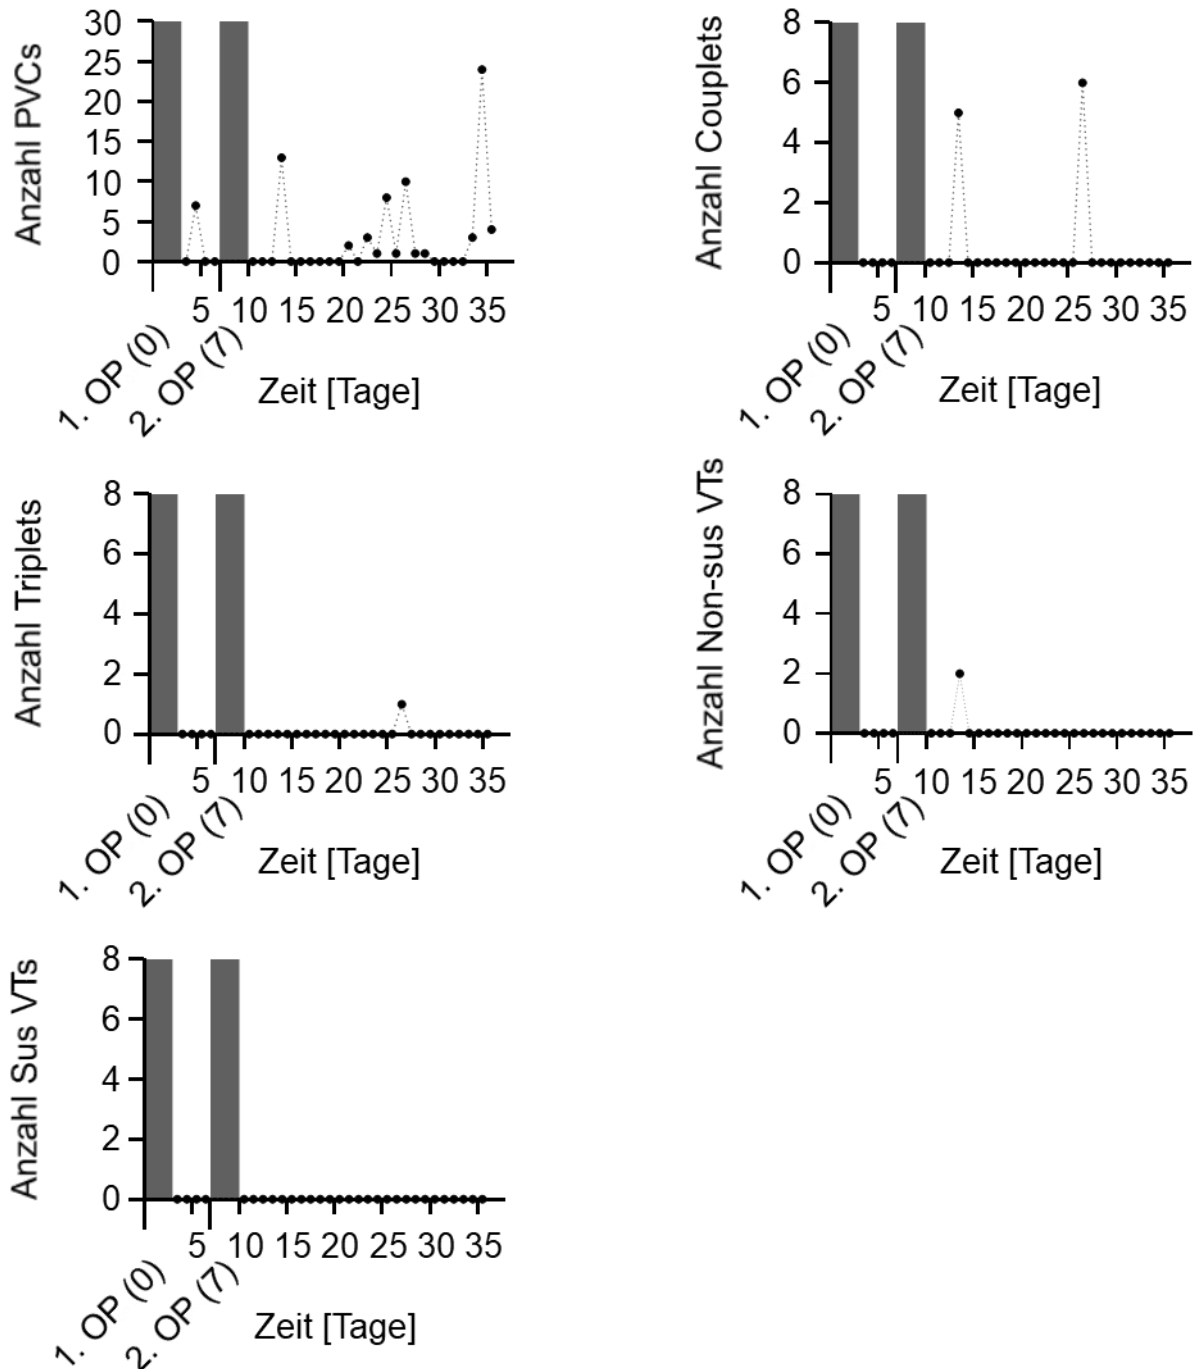 Anzahl PVCs
30
25
20
15
10
5
0
5 10 15 20 25 30 35
1. OP (0)
2. OP (7)
Zeit [Tage]
Anzahl Couplets
8
6
4
2
0
5 10 15 20 25 30 35
1. OP (0)
2. OP (7)
Zeit [Tage]
Anzahl Triplets
8
6
4
2
0
5 10 15 20 25 30 35
1. OP (0)
2. OP (7)
Zeit [Tage]
Anzahl Non-sus VTs
8
6
4
2
0
5 10 15 20 25 30 35
1. OP (0)
2. OP (7)
Zeit [Tage]
Anzahl Sus VTs
8
6
4
2
0
5 10 15 20 25 30 35
1. OP (0)
2. OP (7)
Zeit [Tage]